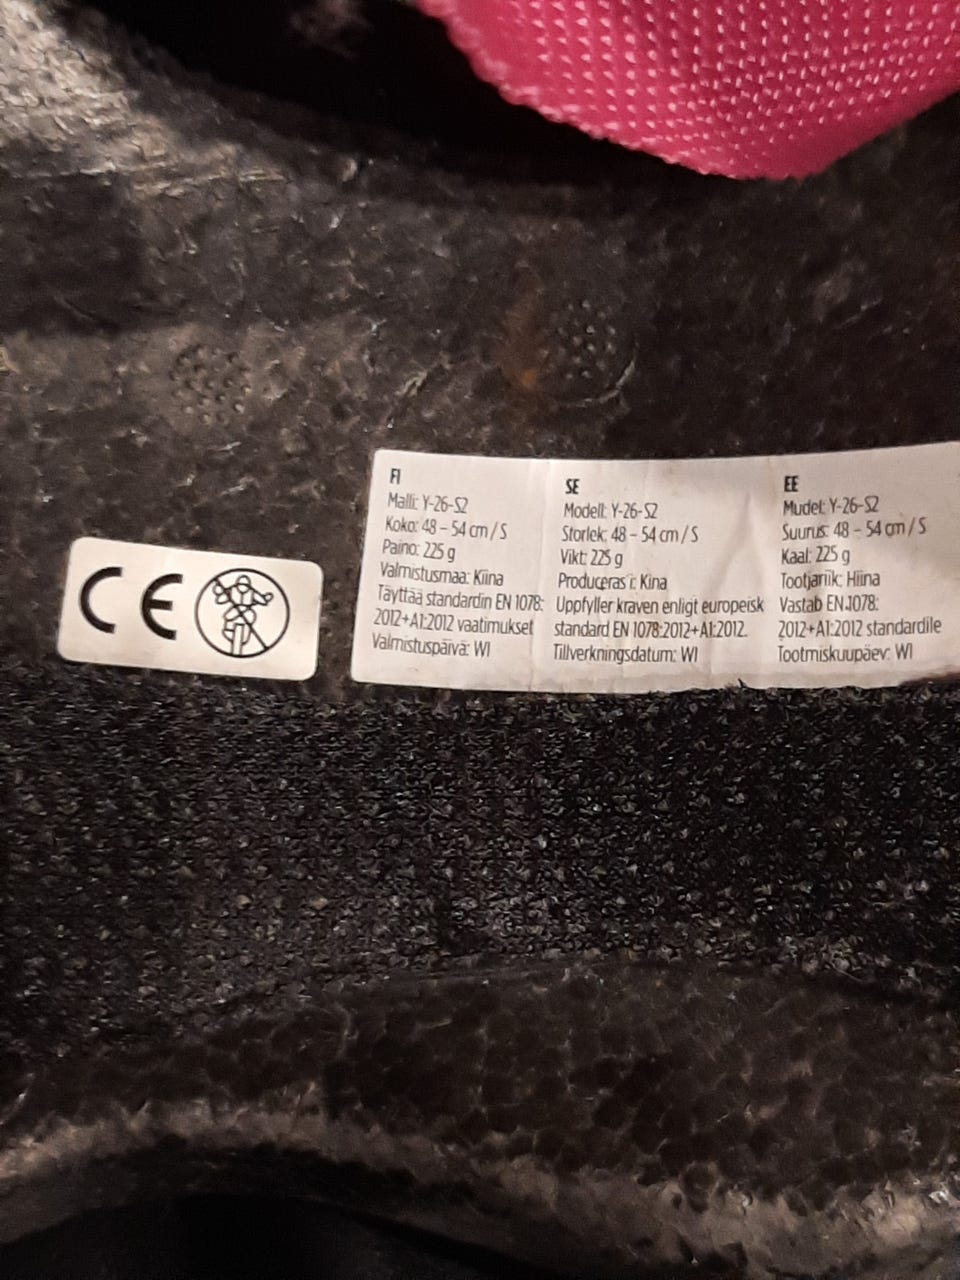 CE
FI
Malli: Y-26-S2
Koko: 48 – 54 cm / S
Paino: 225 g
Valmistusmaa: Kiina
Täyttää standardin EN 1078:
2012+A1:2012 vaatimukset
Valmistuspäivä: WI
SE
Modell: Y-26-S2
Storlek: 48 – 54 cm / S
Vikt: 225 g
Produceras i: Kina
Uppfyller kraven enligt europeisk
standard EN 1078:2012+A1:2012.
Tillverkningsdatum: WI
EE
Mudel: Y-26-S2
Suurus: 48 – 54 cm / S
Kaal: 225 g
Tootjariik: Hiina
Vastab EN 1078:
2012+A1:2012 standardile
Tootmiskuupäev: WI